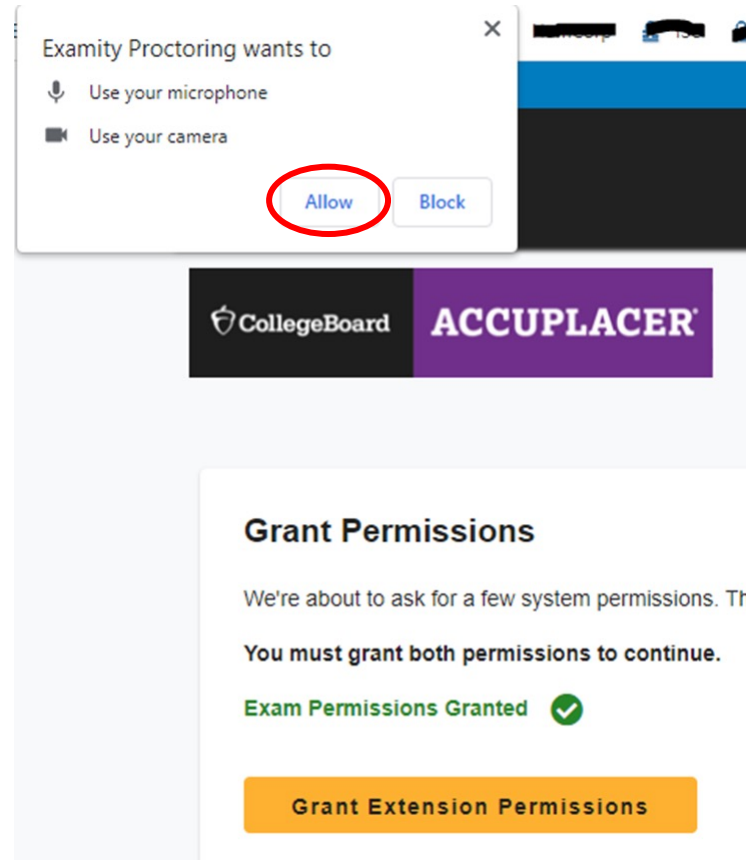 Examity Proctoring wants to
Use your microphone
Use your camera
Allow
Block
CollegeBoard
ACCUPLACER
Grant Permissions
We're about to ask for a few system permissions.
You must grant both permissions to continue.
Exam Permissions Granted
Grant Extension Permissions